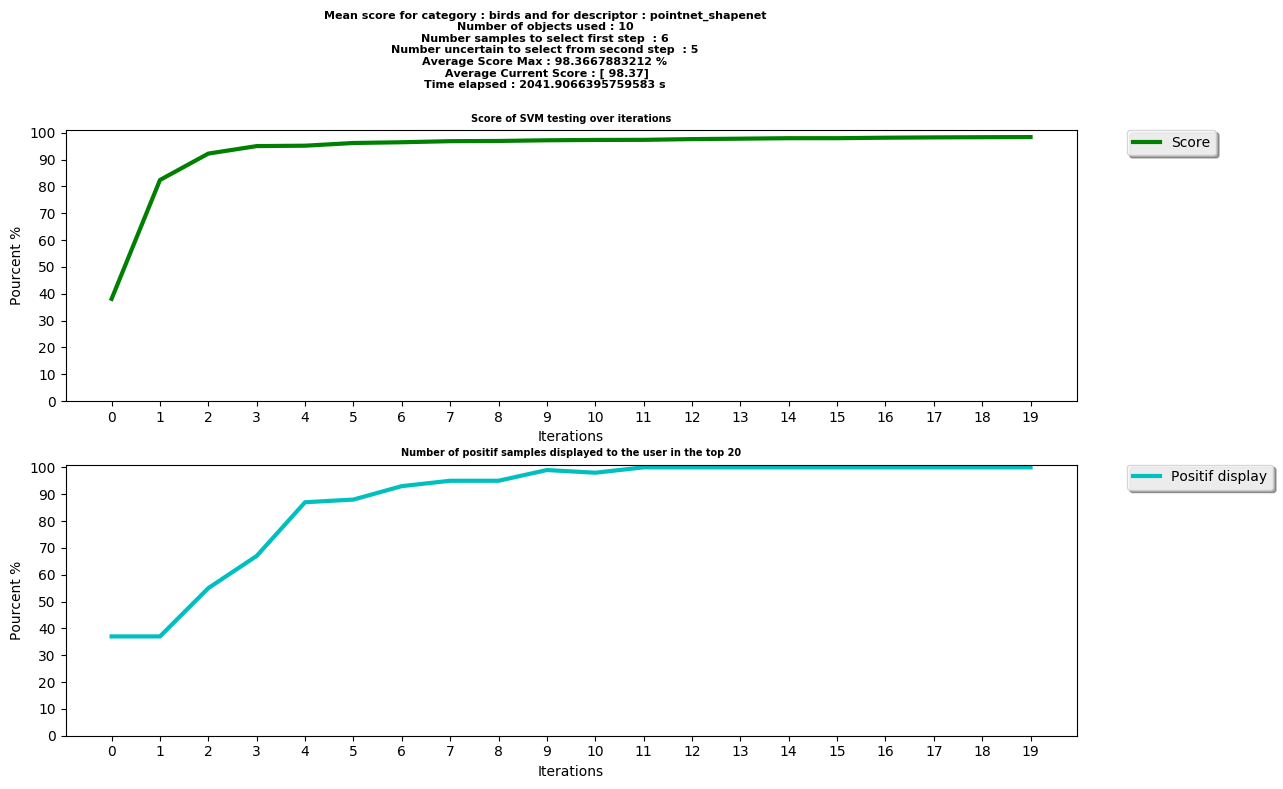 Mean score for category : birds and for descriptor : pointnet_shapenet
Number of objects used : 10
Number samples to select first step  : 6
Number uncertain to select from second step  : 5
Average Score Max : 98.3667883212 %
Average Current Score : [ 98.37]
Time elapsed : 2041.9066395759583 s
Score of SVM testing over iterations
100
90
80
70
60
50
40
30
20
10
0
Pourcent %
0 1 2 3 4 5 6 7 8 9 10 11 12 13 14 15 16 17 18 19
Iterations
Score
Number of positif samples displayed to the user in the top 20
100
90
80
70
60
50
40
30
20
10
0
Pourcent %
0 1 2 3 4 5 6 7 8 9 10 11 12 13 14 15 16 17 18 19
Iterations
Positif display